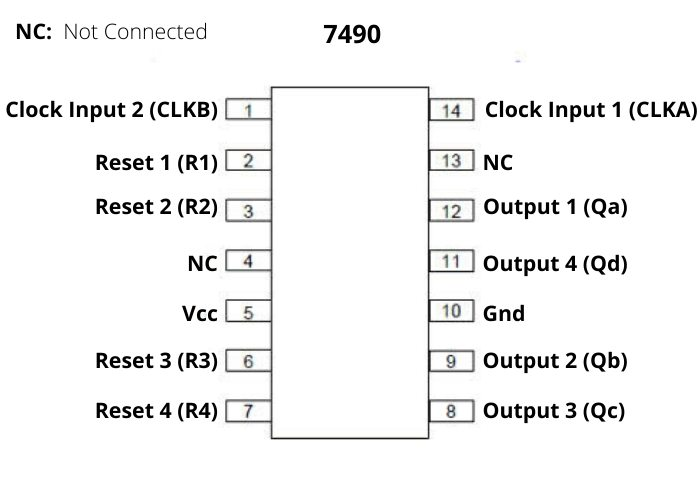 NC: Not Connected
7490
Clock Input 2 (CLKB) 1
14 Clock Input 1 (CLKA)
Reset 1 (R1) 2
13 NC
Reset 2 (R2) 3
12 Output 1 (Qa)
NC 4
11 Output 4 (Qd)
Vcc 5
10 Gnd
Reset 3 (R3) 6
9 Output 2 (Qb)
Reset 4 (R4) 7
8 Output 3 (Qc)